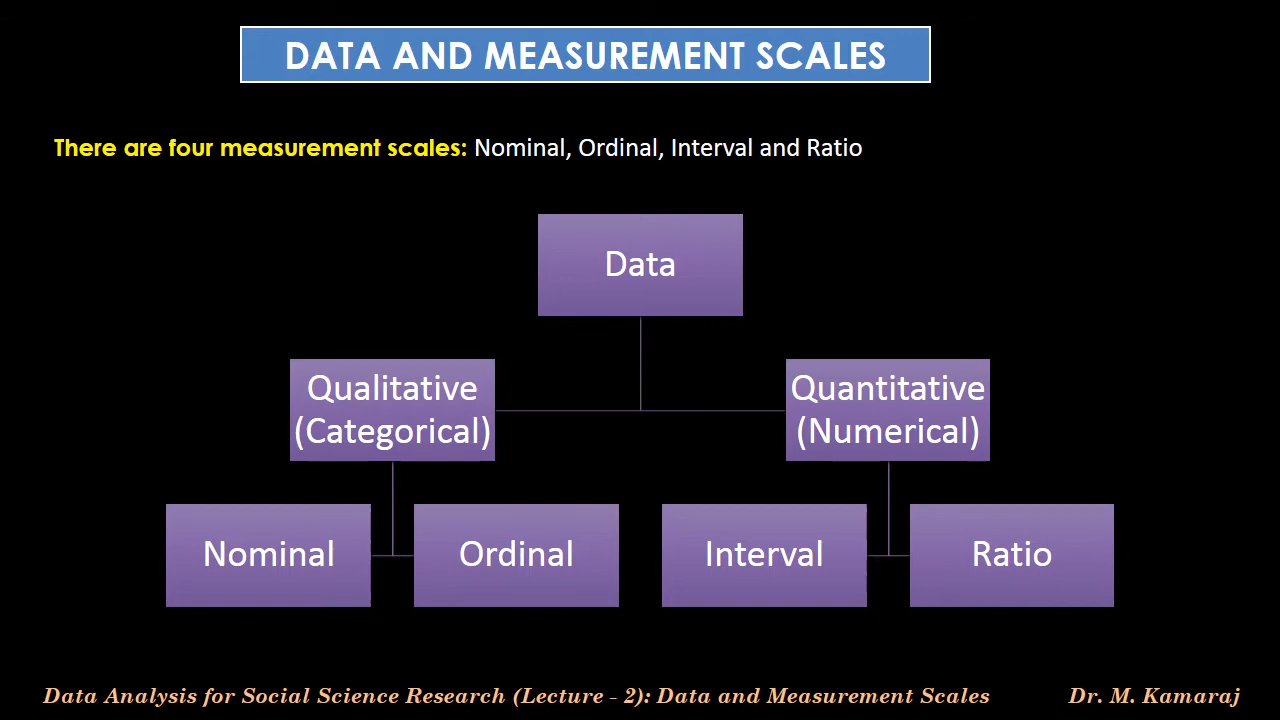 DATA AND MEASUREMENT SCALES
There are four measurement scales: Nominal, Ordinal, Interval and Ratio
Data
Qualitative
(Categorical)
Quantitative
(Numerical)
Nominal
Ordinal
Interval
Ratio
Data Analysis for Social Science Research (Lecture - 2): Data and Measurement Scales
Dr. M. Kamaraj